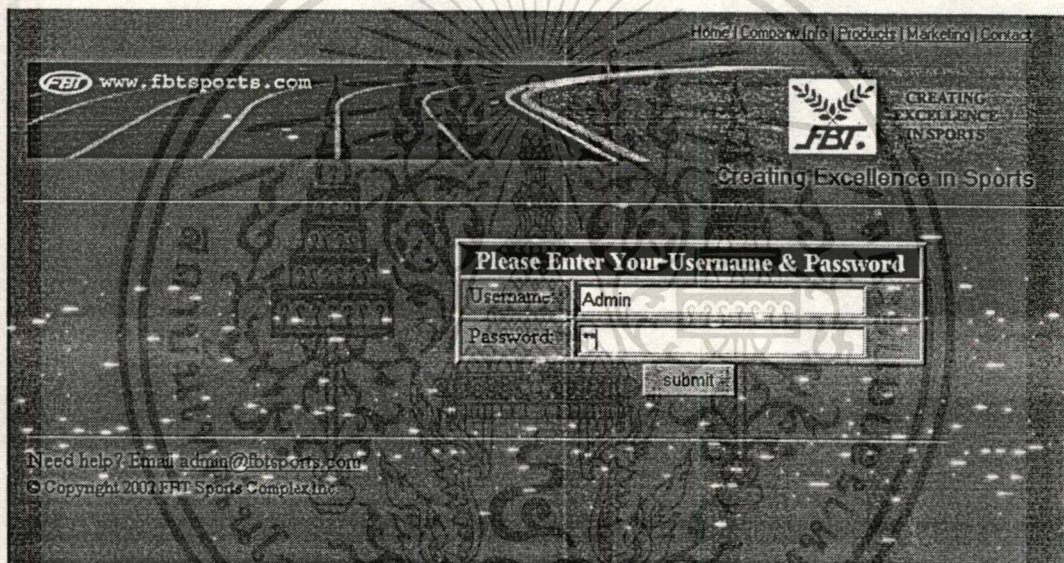 Home | Company Info | Products | Marketing | Contact
FBT www.fbtsports.com
CREATING
EXCELLENCE
IN SPORTS
FBT.
Creating Excellence in Sports
Please Enter Your Username & Password
Username:
Admin
Password:
**
submit
Need help? Email admin@fbtsports.com
© Copyright 2002 FBT Sports Complex Inc.